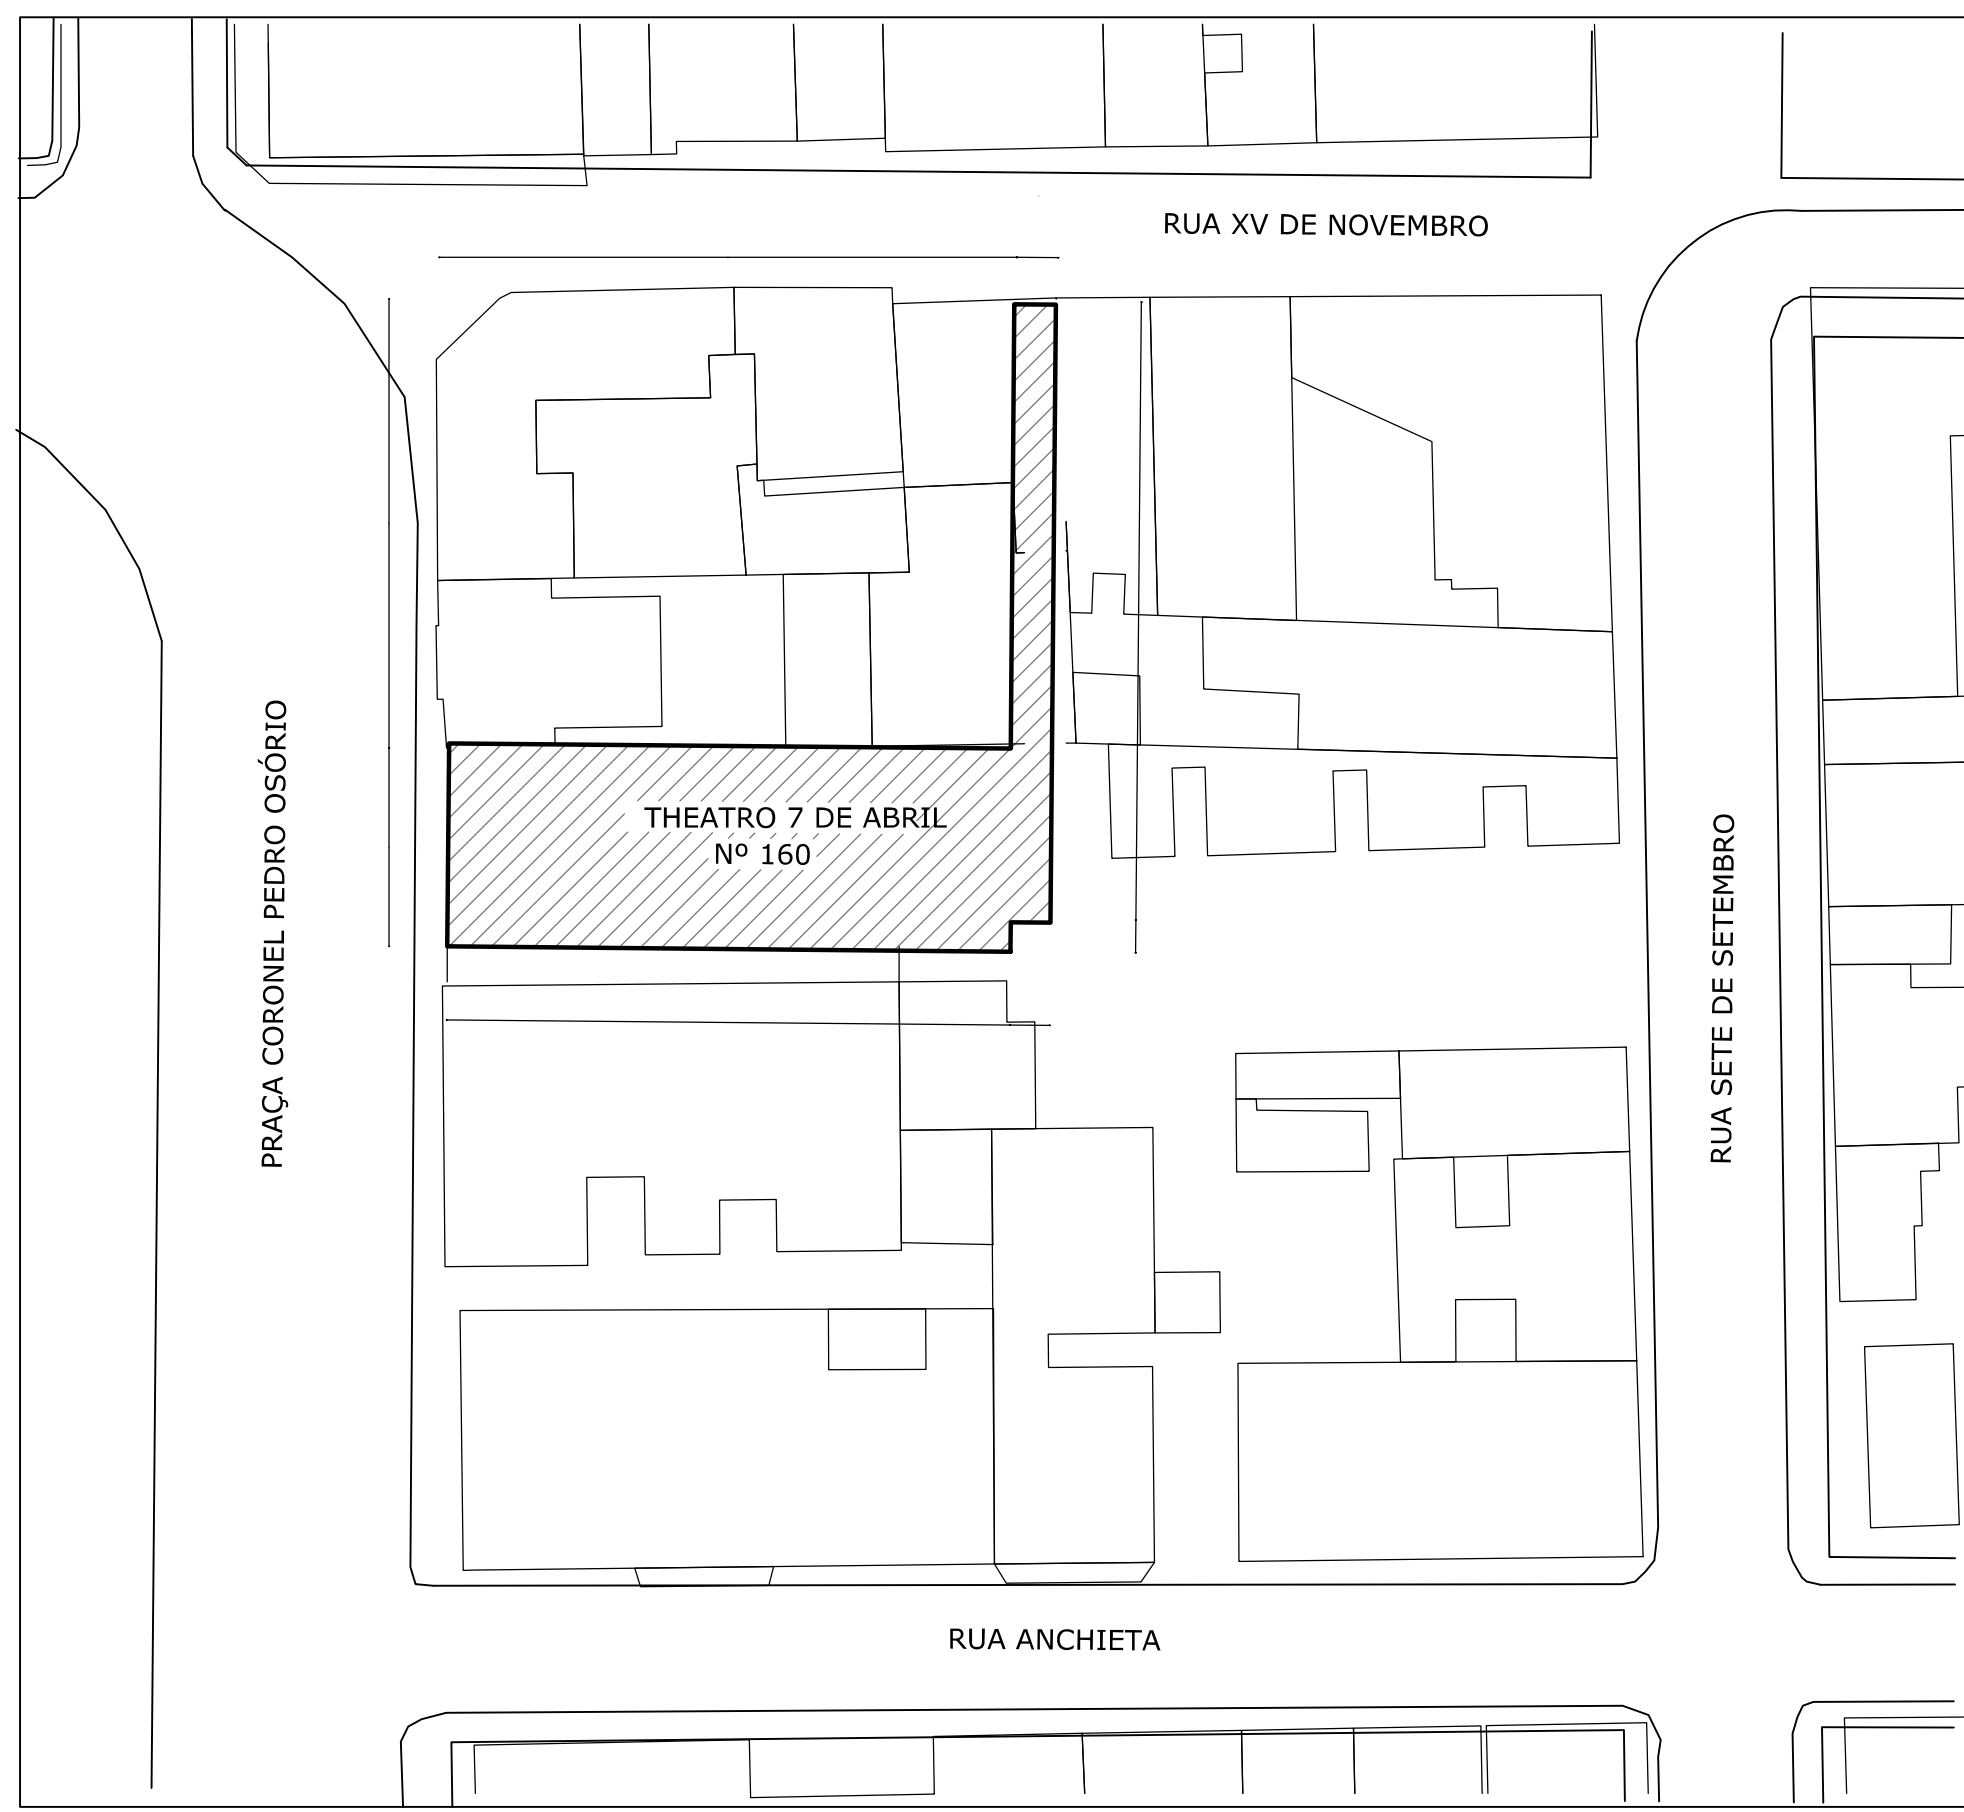 RUA XV DE NOVEMBRO
PRAÇA CORONEL PEDRO OSÓRIO
THEATRO 7 DE ABRIL
Nº 160
RUA SETE DE SETEMBRO
RUA ANCHIETA